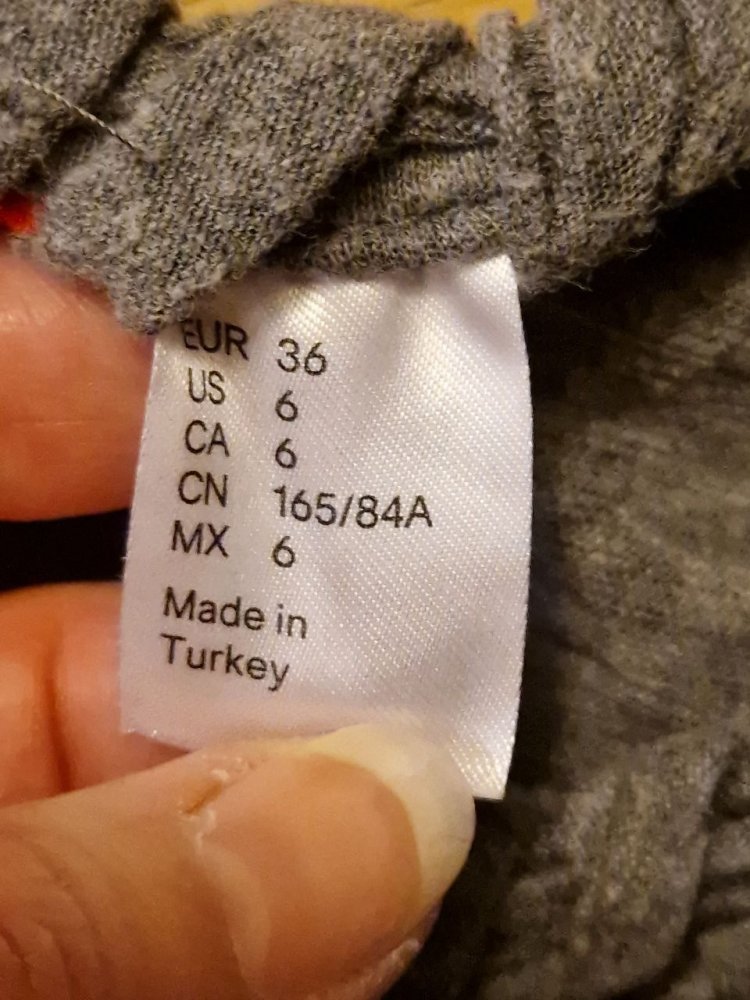 EUR 36
US 6
CA 6
CN 165/84A
MX 6
Made in
Turkey